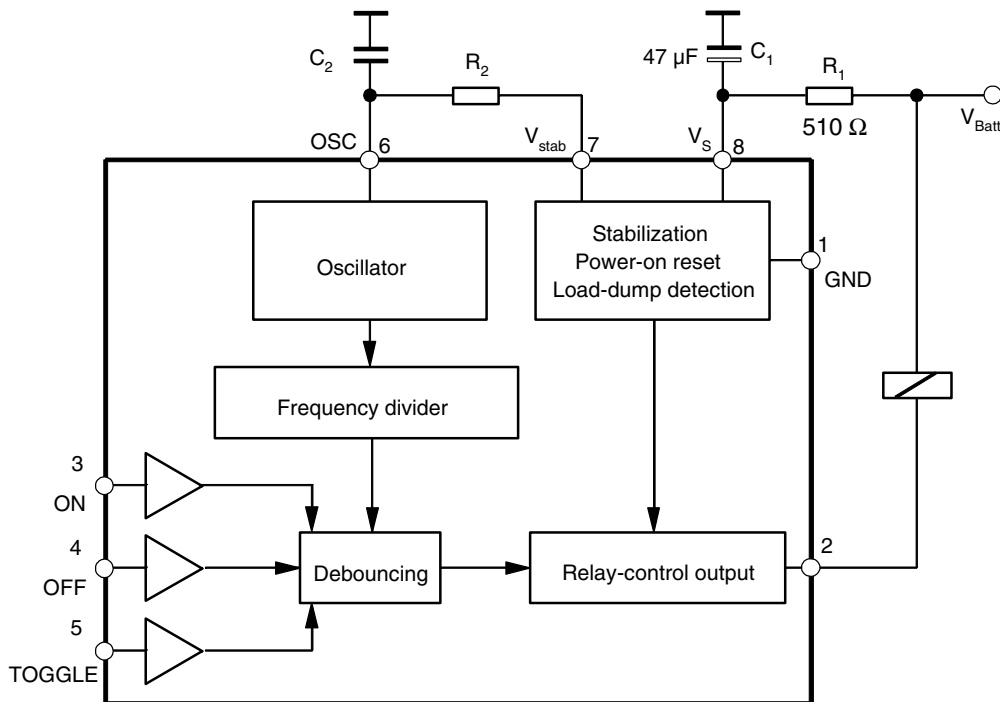 C2
R2
47 µF
C1
R1
510 Ω
VBatt
OSC
6
Vstab
7
VS
8
Oscillator
Stabilization
Power-on reset
Load-dump detection
1
GND
Frequency divider
3
ON
4
OFF
5
TOGGLE
Debouncing
Relay-control output
2